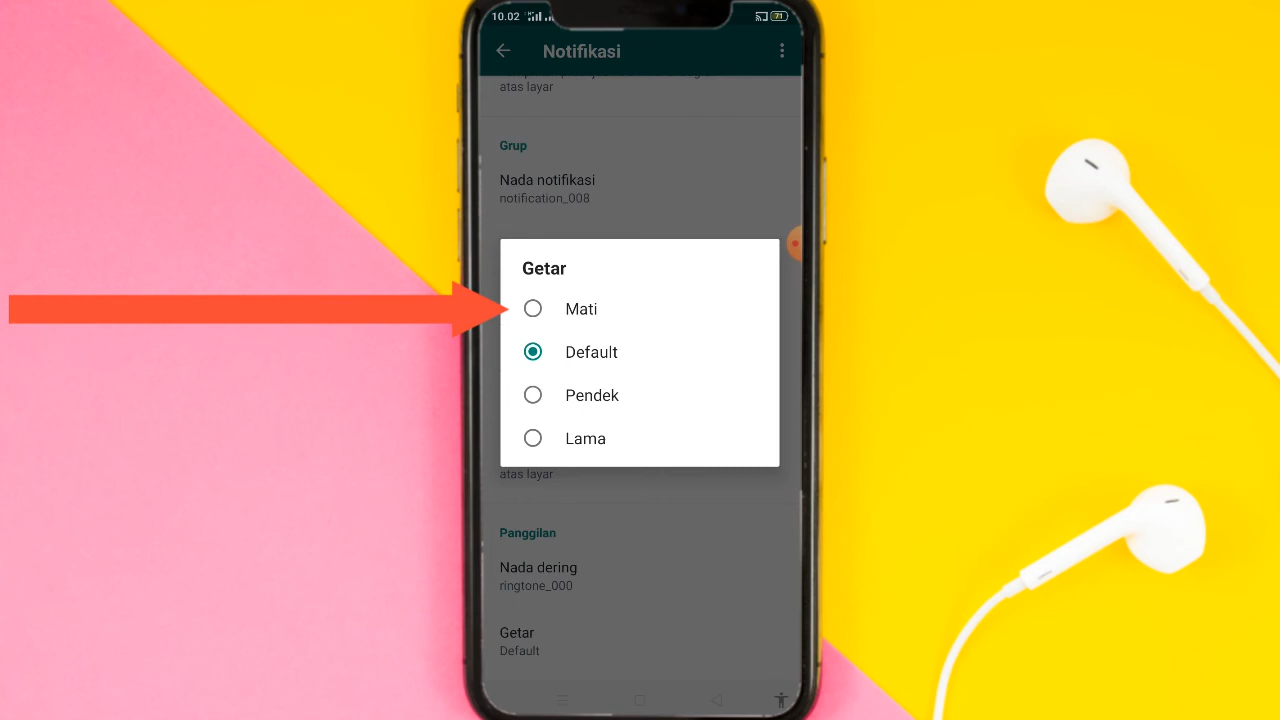 10.02
71
Notifikasi
atas layar
Grup
Nada notifikasi
notification_008
Getar
Mati
Default
Pendek
Lama
atas layar
Panggilan
Nada dering
ringtone_000
Getar
Default